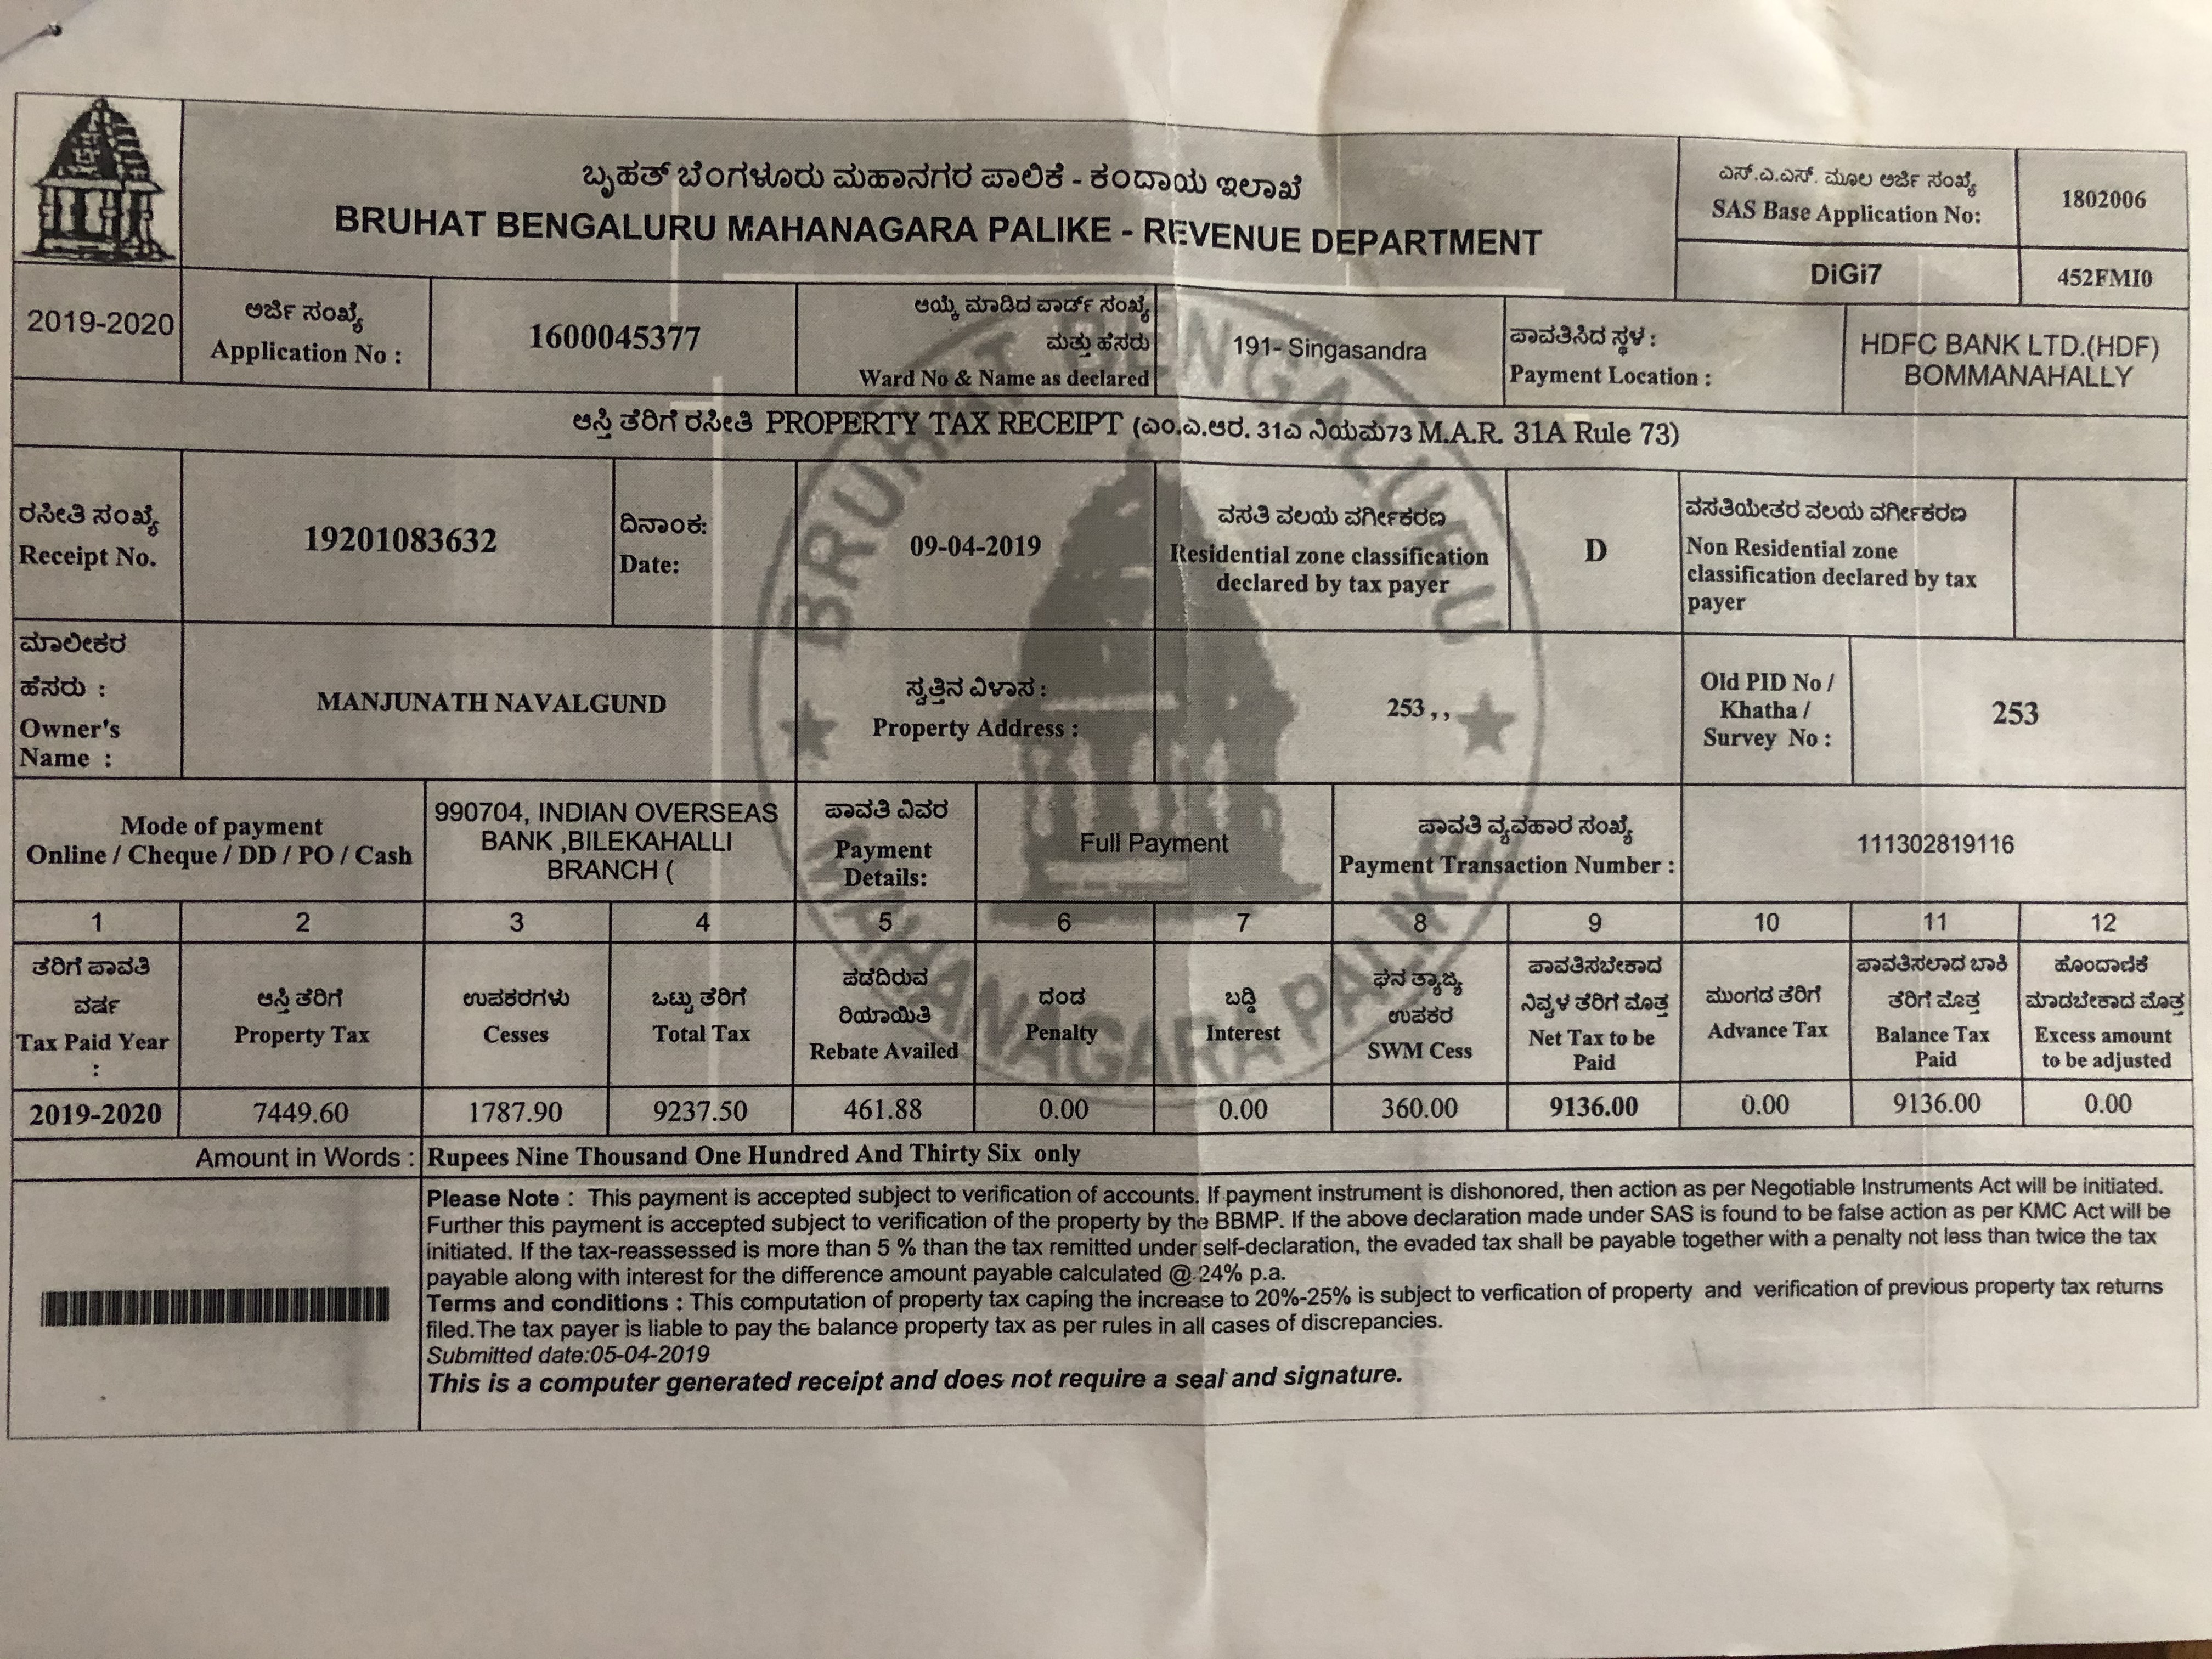 ಬೃಹತ್ ಬೆಂಗಳೂರು ಮಹಾನಗರ ಪಾಲಿಕೆ - ಕಂದಾಯ ಇಲಾಖೆ
BRUHAT BENGALURU MAHANAGARA PALIKE - REVENUE DEPARTMENT
ಎಸ್.ಎ.ಎಸ್. ಮೂಲ ಅರ್ಜಿ ಸಂಖ್ಯೆ
SAS Base Application No:
1802006
DiGi7
452FMI0
2019-2020
ಅರ್ಜಿ ಸಂಖ್ಯೆ
Application No :
1600045377
ಆಯ್ಕೆ ಮಾಡಿದ ವಾರ್ಡ್ ಸಂಖ್ಯೆ
ಮತ್ತು ಹೆಸರು
Ward No & Name as declared
191- Singasandra
ಪಾವತಿಸಿದ ಸ್ಥಳ :
Payment Location :
HDFC BANK LTD.(HDF)
BOMMANAHALLY
ಆಸ್ತಿ ತೆರಿಗೆ ರಸೀತಿ PROPERTY TAX RECEIPT (ಎಂ.ಎ.ಆರ್. 31ಎ ನಿಯಮ73 M.A.R. 31A Rule 73)
ರಸೀತಿ ಸಂಖ್ಯೆ
Receipt No.
19201083632
ದಿನಾಂಕ:
Date:
09-04-2019
ವಸತಿ ವಲಯ ವರ್ಗೀಕರಣ
Residential zone classification
declared by tax payer
D
ವಸತಿಯೇತರ ವಲಯ ವರ್ಗೀಕರಣ
Non Residential zone
classification declared by tax
payer
ಮಾಲೀಕರ
ಹೆಸರು :
Owner's
Name :
MANJUNATH NAVALGUND
ಸ್ವತ್ತಿನ ವಿಳಾಸ :
Property Address :
253 , ,
Old PID No /
Khatha /
Survey No :
253
Mode of payment
Online / Cheque / DD / PO / Cash
990704, INDIAN OVERSEAS
BANK ,BILEKAHALLI
BRANCH (
ಪಾವತಿ ವಿವರ
Payment
Details:
Full Payment
ಪಾವತಿ ವ್ಯವಹಾರ ಸಂಖ್ಯೆ
Payment Transaction Number :
11130281​9116
1 2 3 4 5 6 7 8 9 10 11 12
ತೆರಿಗೆ ಪಾವತಿ
ವರ್ಷ
Tax Paid Year
:
ಆಸ್ತಿ ತೆರಿಗೆ
Property Tax
ಉಪಕರಗಳು
Cesses
ಒಟ್ಟು ತೆರಿಗೆ
Total Tax
ಪಡೆದಿರುವ
ರಿಯಾಯಿತಿ
Rebate Availed
ದಂಡ
Penalty
ಬಡ್ಡಿ
Interest
ಘನ ತ್ಯಾಜ್ಯ
ಉಪಕರ
SWM Cess
ಪಾವತಿಸಬೇಕಾದ
ನಿವ್ವಳ ತೆರಿಗೆ ಮೊತ್ತ
Net Tax to be
Paid
ಮುಂಗಡ ತೆರಿಗೆ
Advance Tax
ಪಾವತಿಸಲಾದ ಬಾಕಿ
ತೆರಿಗೆ ಮೊತ್ತ
Balance Tax
Paid
ಹೊಂದಾಣಿಕೆ
ಮಾಡಬೇಕಾದ ಮೊತ್ತ
Excess amount
to be adjusted
2019-2020 7449.60 1787.90 9237.50 461.88 0.00 0.00 360.00 9136.00 0.00 9136.00 0.00
Amount in Words : Rupees Nine Thousand One Hundred And Thirty Six only
Please Note : This payment is accepted subject to verification of accounts. If payment instrument is dishonored, then action as per Negotiable Instruments Act will be initiated.
Further this payment is accepted subject to verification of the property by the BBMP. If the above declaration made under SAS is found to be false action as per KMC Act will be
initiated. If the tax-reassessed is more than 5 % than the tax remitted under self-declaration, the evaded tax shall be payable together with a penalty not less than twice the tax
payable along with interest for the difference amount payable calculated @ 24% p.a.
Terms and conditions : This computation of property tax caping the increase to 20%-25% is subject to verfication of property and verification of previous property tax returns
filed.The tax payer is liable to pay the balance property tax as per rules in all cases of discrepancies.
Submitted date:05-04-2019
This is a computer generated receipt and does not require a seal and signature.